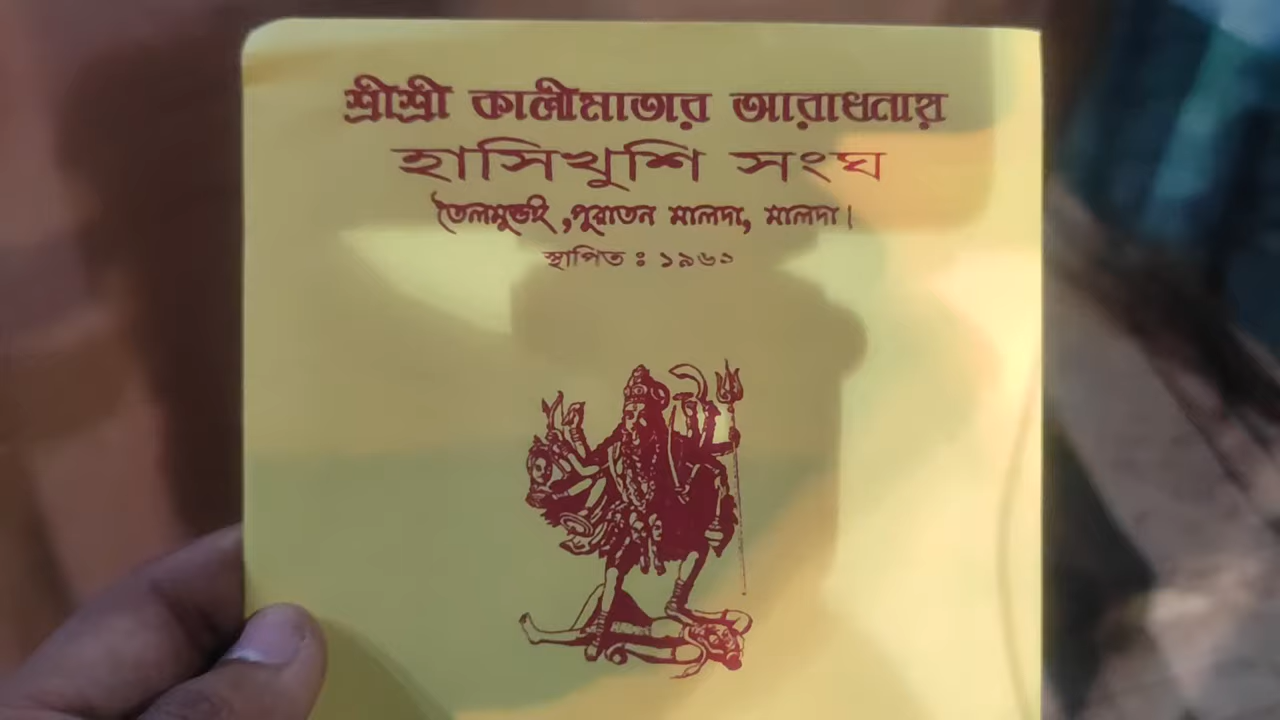 শ্রীশ্রী কালীমাতার আরাধনায়
হাসিখুশি সংঘ
তৈলমুন্ডই ,পুরাতন মালদা, মালদা।
স্থাপিত ঃ ১৯৬১